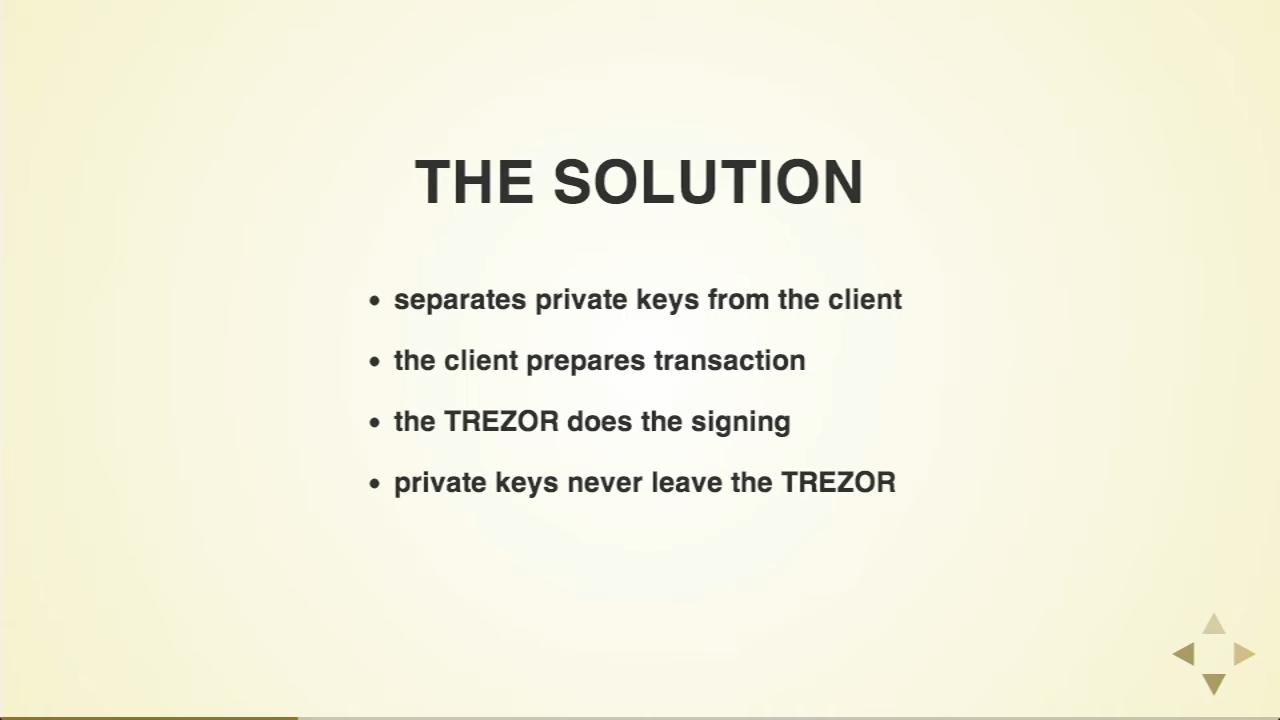 THE SOLUTION
• separates private keys from the client
• the client prepares transaction
• the TREZOR does the signing
• private keys never leave the TREZOR